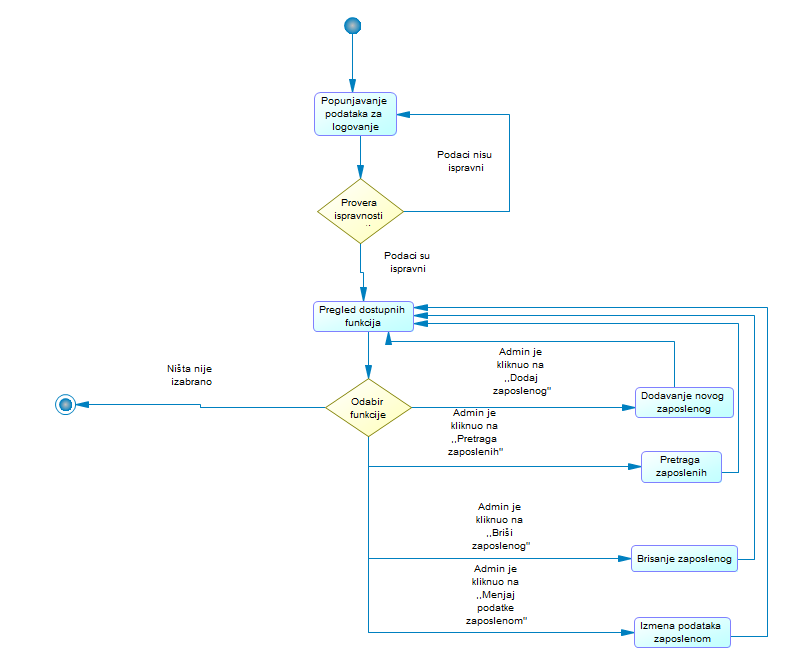 Popunjavanje
podataka za
logovanje
Podaci nisu
ispravni
Provera
ispravnosti
Podaci su
ispravni
Pregled dostupnih
funkcija
Ništa nije
izabrano
Odabir
funkcije
Admin je
kliknuo na
,,Dodaj
zaposlenog"
Dodavanje novog
zaposlenog
Admin je
kliknuo na
,,Pretraga
zaposlenih"
Pretraga
zaposlenih
Admin je
kliknuo na
,,Briši
zaposlenog"
Brisanje zaposlenog
Admin je
kliknuo na
,,Menjaj
podatke
zaposlenom"
Izmena podataka
zaposlenom